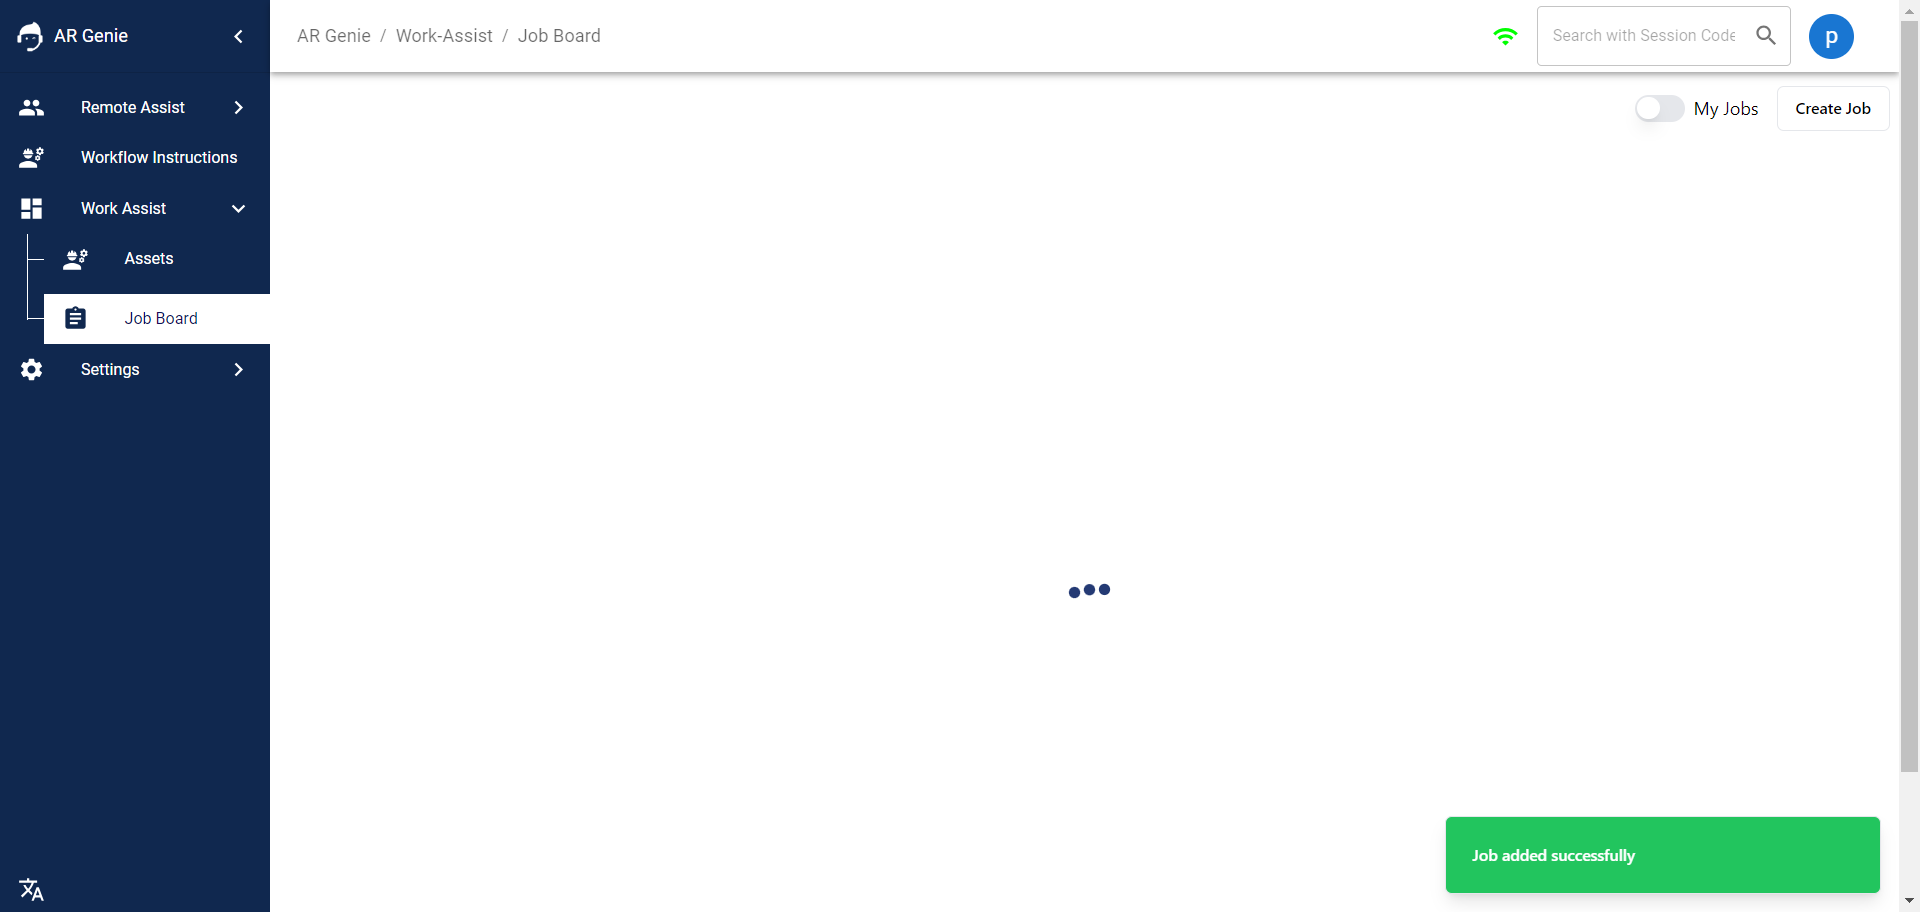 AR Genie
AR Genie / Work-Assist / Job Board
Search with Session Code
p
Remote Assist
Workflow Instructions
Work Assist
Assets
Job Board
Settings
My Jobs
Create Job
Job added successfully